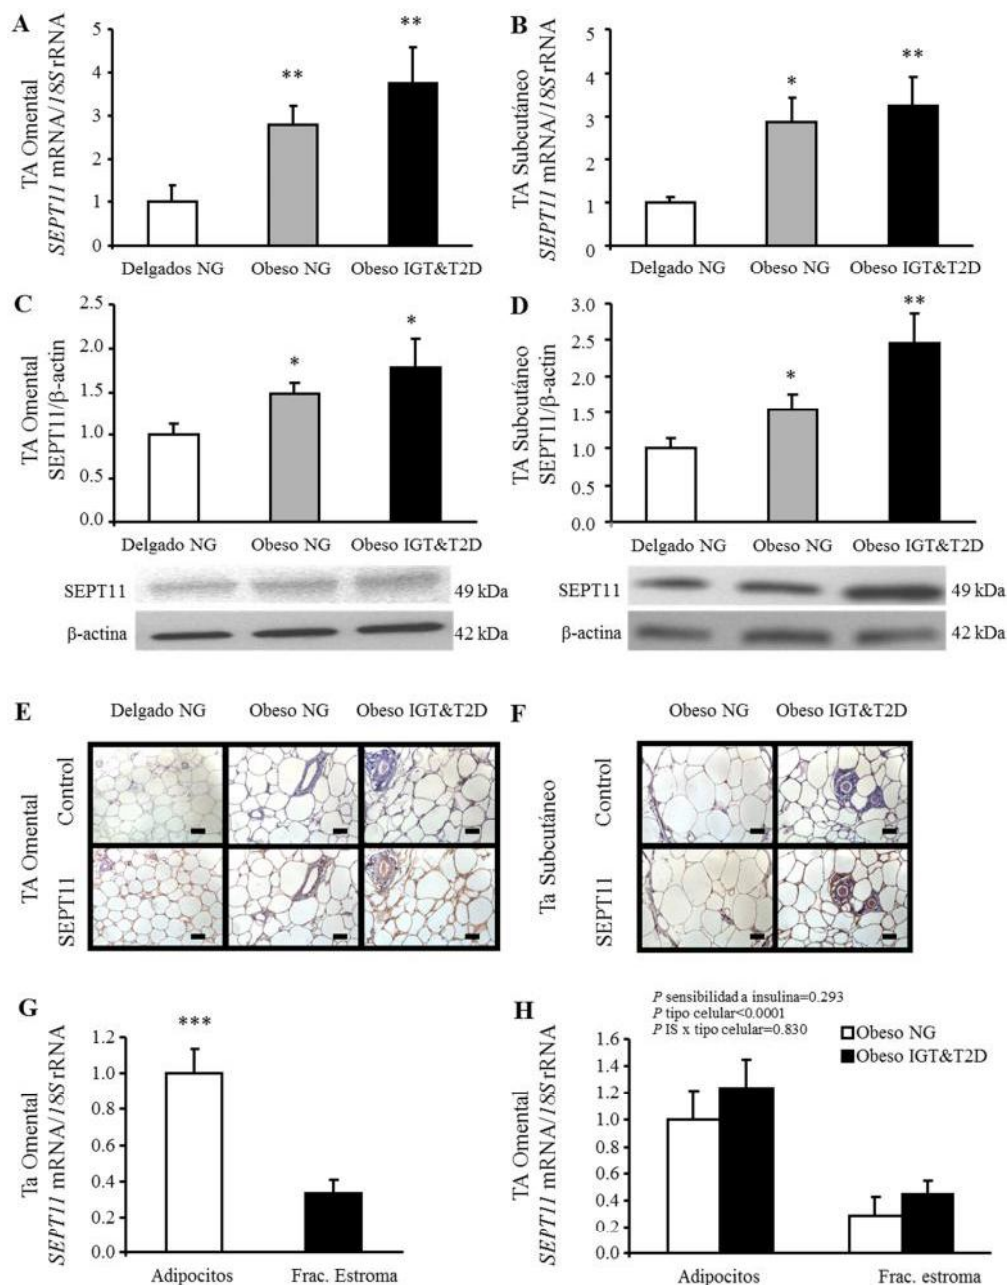 A
TA Omental
SEPT11 mRNA/18S rRNA
5
4
3
2
1
0
**
**
Delgados NG Obeso NG Obeso IGT&T2D
B
TA Subcutáneo
SEPT11 mRNA/18S rRNA
5
4
3
2
1
0
*
**
Delgados NG Obeso NG Obeso IGT&T2D
C
TA Omental
SEPT11/β-actin
2.5
2.0
1.5
1.0
0.5
0.0
*
*
Delgado NG Obeso NG Obeso IGT&T2D
SEPT11 49 kDa
β-actina 42 kDa
D
TA Subcutáneo
SEPT11/β-actin
3.0
2.5
2.0
1.5
1.0
0.5
0.0
*
**
Delgado NG Obeso NG Obeso IGT&T2D
SEPT11 49 kDa
β-actina 42 kDa
E
Delgado NG Obeso NG Obeso IGT&T2D
TA Omental
Control
SEPT11
F
Obeso NG Obeso IGT&T2D
Ta Subcutáneo
Control
SEPT11
G
Ta Omental
SEPT11 mRNA/18S rRNA
1.2
1.0
0.8
0.6
0.4
0.2
0.0
***
Adipocitos Frac. Estroma
H
P sensibilidad a insulina=0.293
P tipo celular<0.0001
P IS x tipo celular=0.830
Obeso NG
Obeso IGT&T2D
TA Omental
SEPT11 mRNA/18S rRNA
1.6
1.4
1.2
1.0
0.8
0.6
0.4
0.2
0.0
Adipocitos Frac. estroma